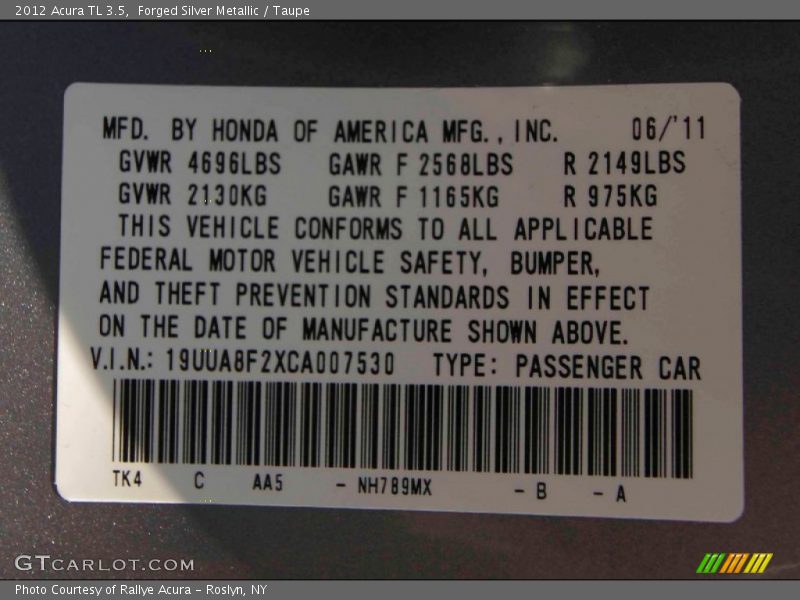 2012 Acura TL 3.5, Forged Silver Metallic / Taupe
MFD. BY HONDA OF AMERICA MFG., INC. 06/'11
GVWR 4696LBS GAWR F 2568LBS R 2149LBS
GVWR 2130KG GAWR F 1165KG R 975KG
THIS VEHICLE CONFORMS TO ALL APPLICABLE
FEDERAL MOTOR VEHICLE SAFETY, BUMPER,
AND THEFT PREVENTION STANDARDS IN EFFECT
ON THE DATE OF MANUFACTURE SHOWN ABOVE.
V.I.N.: 19UUA8F2XCA007530 TYPE: PASSENGER CAR
TK4 C AA5 - NH789MX - B - A
GTCARLOT.COM
Photo Courtesy of Rallye Acura - Roslyn, NY